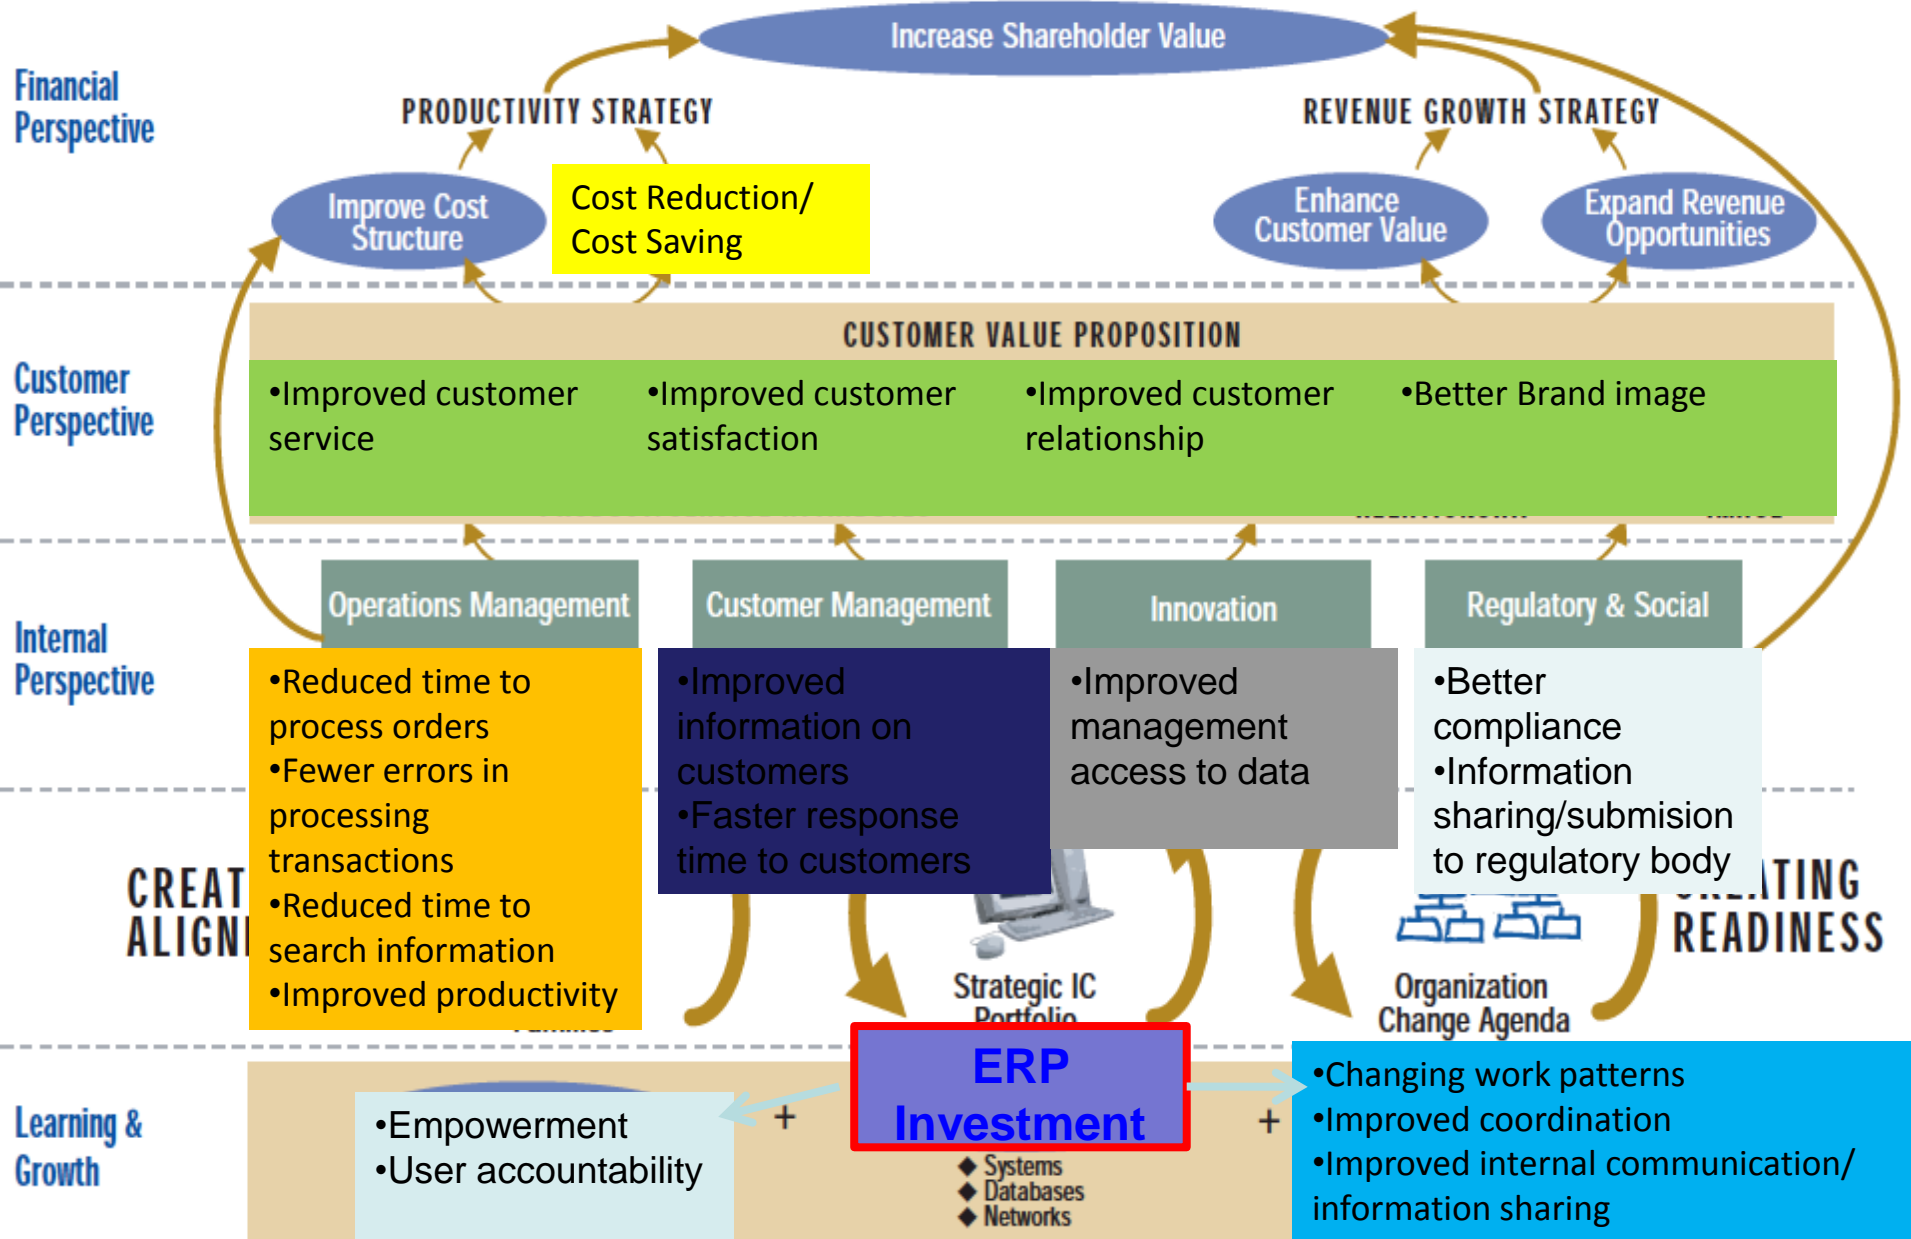 Increase Shareholder Value
Financial
Perspective
PRODUCTIVITY STRATEGY
REVENUE GROWTH STRATEGY
Improve Cost
Structure
Cost Reduction/
Cost Saving
Enhance
Customer Value
Expand Revenue
Opportunities
CUSTOMER VALUE PROPOSITION
Customer
Perspective
•Improved customer
service
•Improved customer
satisfaction
•Improved customer
relationship
•Better Brand image
Internal
Perspective
Operations Management
Customer Management
Innovation
Regulatory & Social
•Reduced time to
process orders
•Fewer errors in
processing
transactions
•Reduced time to
search information
•Improved productivity
•Improved
information on
customers
•Faster response
time to customers
•Improved
management
access to data
•Better
compliance
•Information
sharing/submision
to regulatory body
CREAT
ALIGN
READINESS
Strategic IC
Portfolio
Organization
Change Agenda
Learning &
Growth
•Empowerment
•User accountability
+
ERP
Investment
◆ Systems
◆ Databases
◆ Networks
+
•Changing work patterns
•Improved coordination
•Improved internal communication/
information sharing